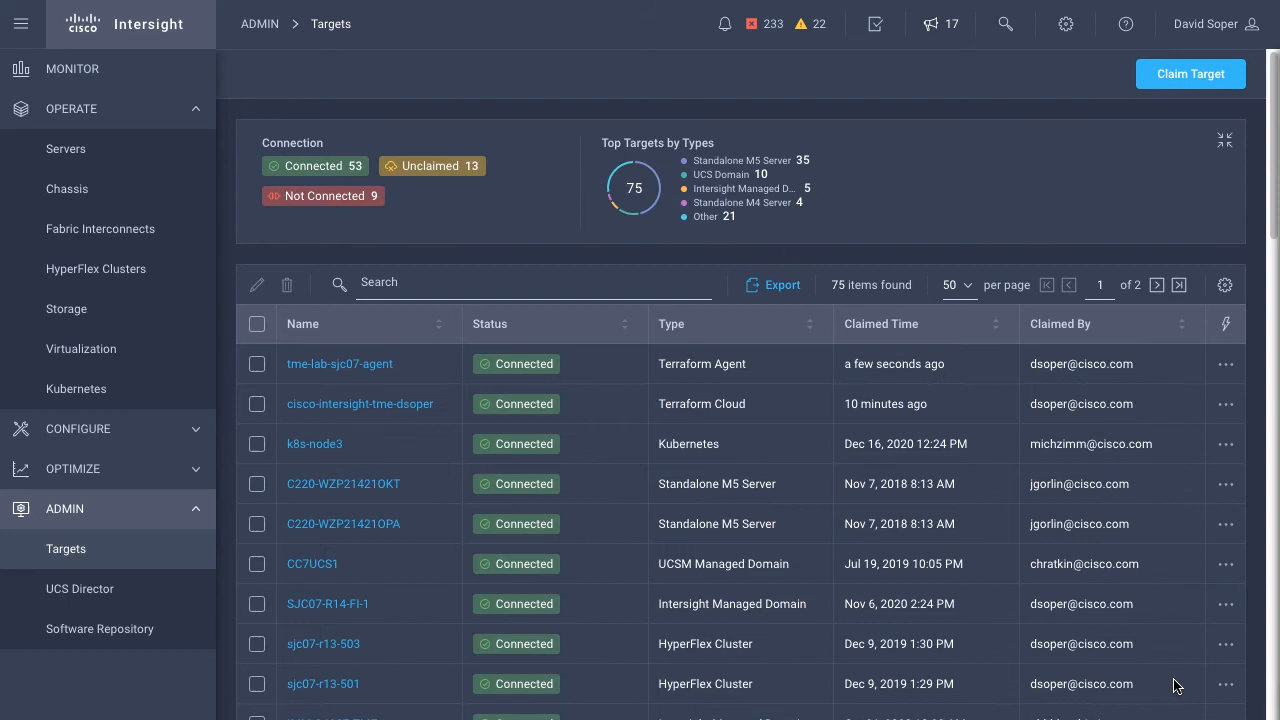 cisco Intersight
ADMIN > Targets
233
22
17
David Soper
MONITOR
OPERATE
Servers
Chassis
Fabric Interconnects
HyperFlex Clusters
Storage
Virtualization
Kubernetes
CONFIGURE
OPTIMIZE
ADMIN
Targets
UCS Director
Software Repository
Claim Target
Connection
Connected 53
Unclaimed 13
Not Connected 9
Top Targets by Types
75
Standalone M5 Server 35
UCS Domain 10
Intersight Managed D... 5
Standalone M4 Server 4
Other 21
Search
Export
75 items found
50 per page
1 of 2
Name Status Type Claimed Time Claimed By
tme-lab-sjc07-agent Connected Terraform Agent a few seconds ago dsoper@cisco.com
cisco-intersight-tme-dsoper Connected Terraform Cloud 10 minutes ago dsoper@cisco.com
k8s-node3 Connected Kubernetes Dec 16, 2020 12:24 PM michzimm@cisco.com
C220-WZP21421OKT Connected Standalone M5 Server Nov 7, 2018 8:13 AM jgorlin@cisco.com
C220-WZP21421OPA Connected Standalone M5 Server Nov 7, 2018 8:13 AM jgorlin@cisco.com
CC7UCS1 Connected UCSM Managed Domain Jul 19, 2019 10:05 PM chratkin@cisco.com
SJC07-R14-FI-1 Connected Intersight Managed Domain Nov 6, 2020 2:24 PM dsoper@cisco.com
sjc07-r13-503 Connected HyperFlex Cluster Dec 9, 2019 1:30 PM dsoper@cisco.com
sjc07-r13-501 Connected HyperFlex Cluster Dec 9, 2019 1:29 PM dsoper@cisco.com